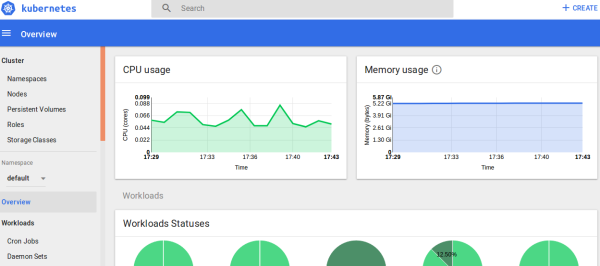 kubernetes
Search
+ CREATE
Overview
Cluster
Namespaces
Nodes
Persistent Volumes
Roles
Storage Classes
Namespace
default
Overview
Workloads
Cron Jobs
Daemon Sets
CPU usage
CPU (cores)
0.099
0.088
0.066
0.044
0.022
0
17:29
17:33
17:36
17:40
17:43
Time
Memory usage
Memory (bytes)
5.87 Gi
5.22 Gi
3.91 Gi
2.61 Gi
1.30 Gi
0
17:29
17:33
17:36
17:40
17:43
Time
Workloads
Workloads Statuses
12.50%